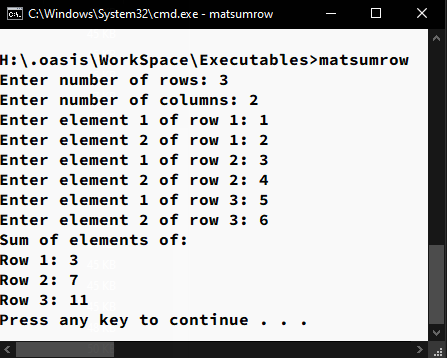 C:\Windows\System32\cmd.exe - matsumrow
H:\.oasis\WorkSpace\Executables>matsumrow
Enter number of rows: 3
Enter number of columns: 2
Enter element 1 of row 1: 1
Enter element 2 of row 1: 2
Enter element 1 of row 2: 3
Enter element 2 of row 2: 4
Enter element 1 of row 3: 5
Enter element 2 of row 3: 6
Sum of elements of:
Row 1: 3
Row 2: 7
Row 3: 11
Press any key to continue . . .